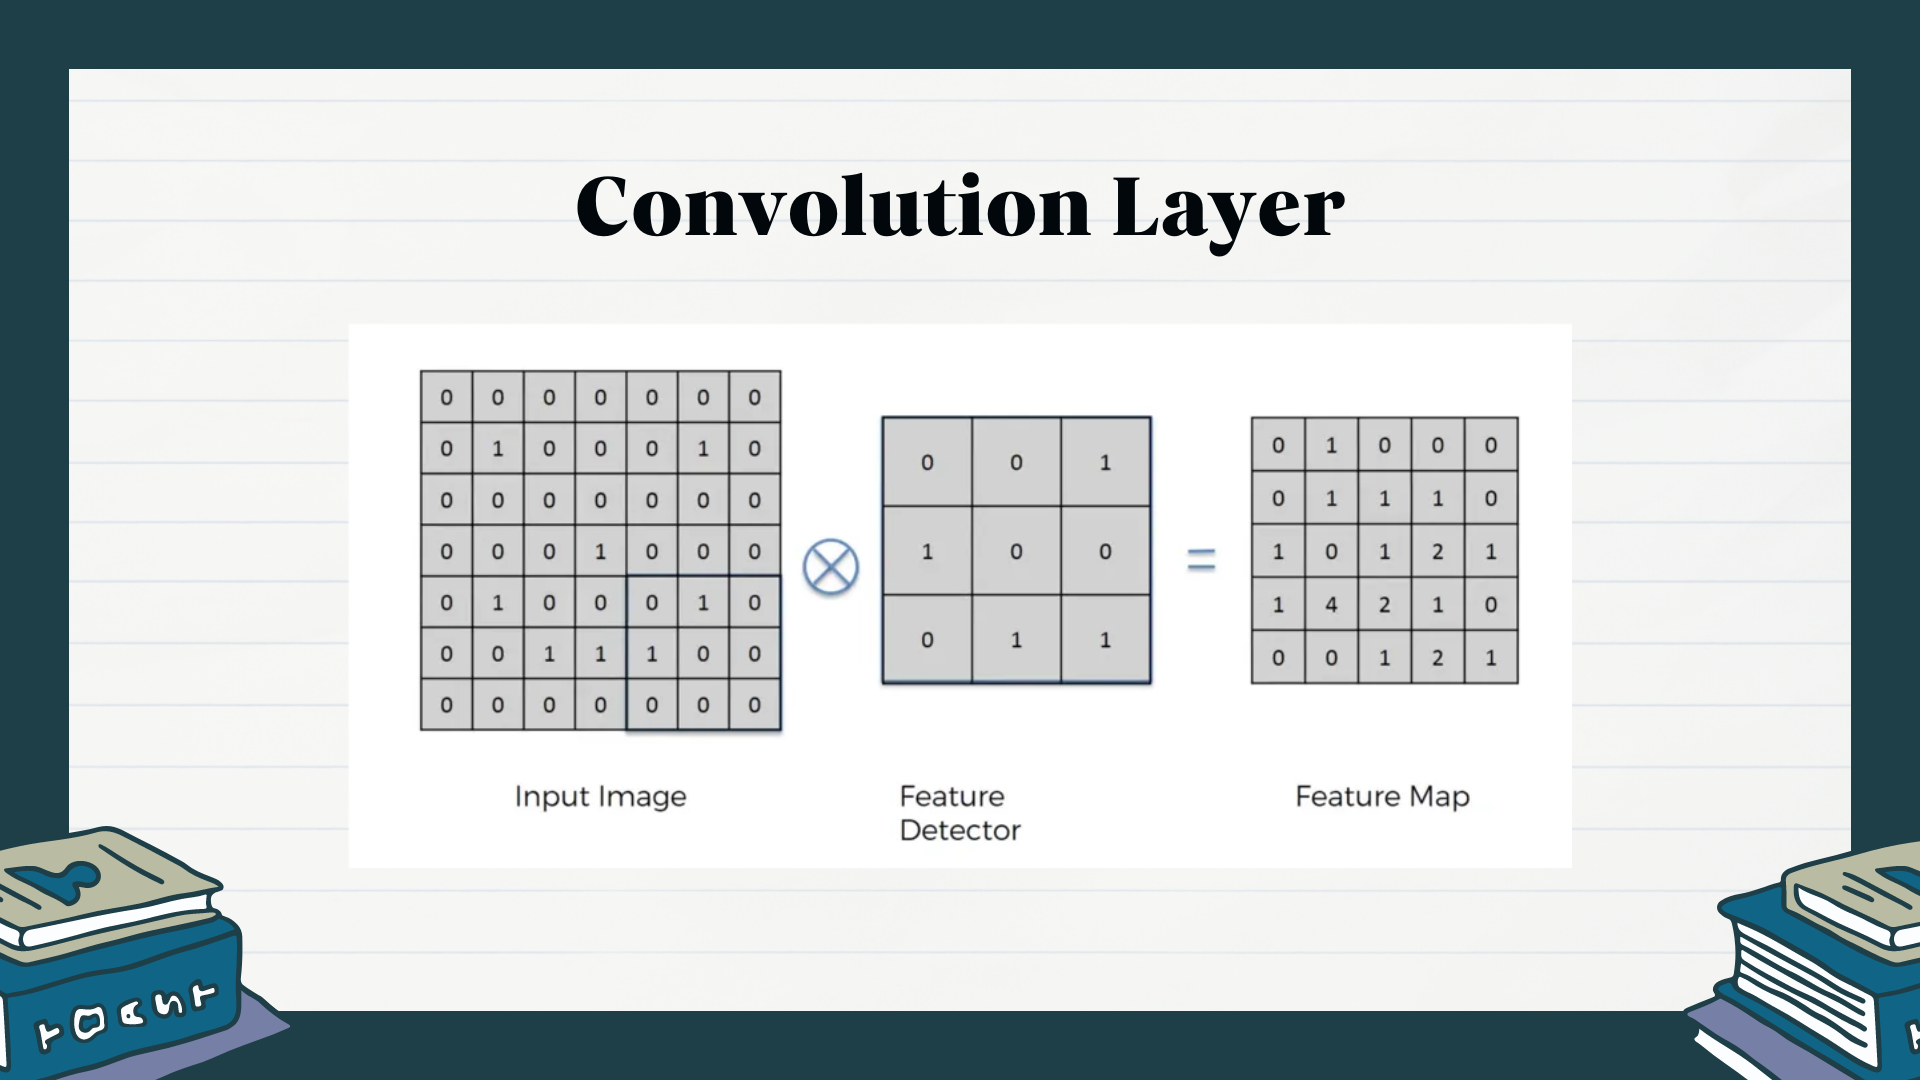 Convolution Layer
0 0 0 0 0 0 0
0 1 0 0 0 1 0
0 0 0 0 0 0 0
0 0 0 1 0 0 0
0 1 0 0 0 1 0
0 0 1 1 1 0 0
0 0 0 0 0 0 0
Input Image
0 0 1
1 0 0
0 1 1
Feature
Detector
=
0 1 0 0 0
0 1 1 1 0
1 0 1 2 1
1 4 2 1 0
0 0 1 2 1
Feature Map